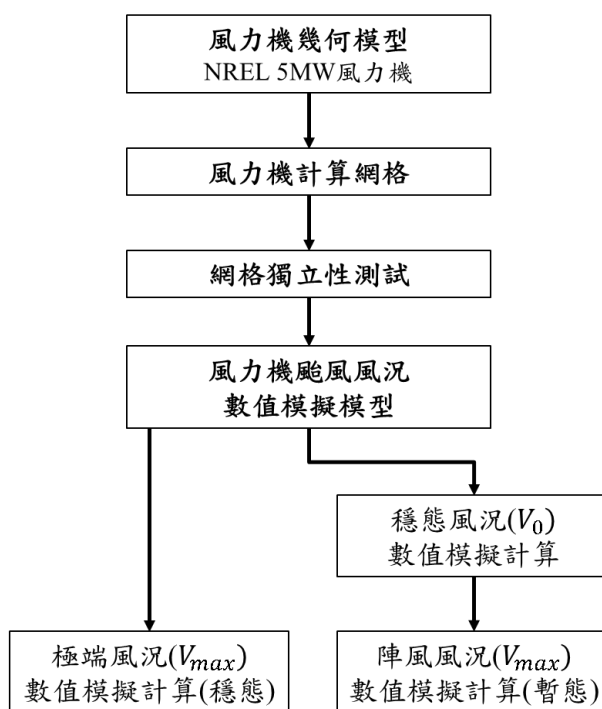 風力機幾何模型
NREL 5MW風力機
風力機計算網格
網格獨立性測試
風力機颱風風況
數值模擬模型
穩態風況(V₀)
數值模擬計算
極端風況(Vmax)
數值模擬計算(穩態)
陣風風況(Vmax)
數值模擬計算(暫態)